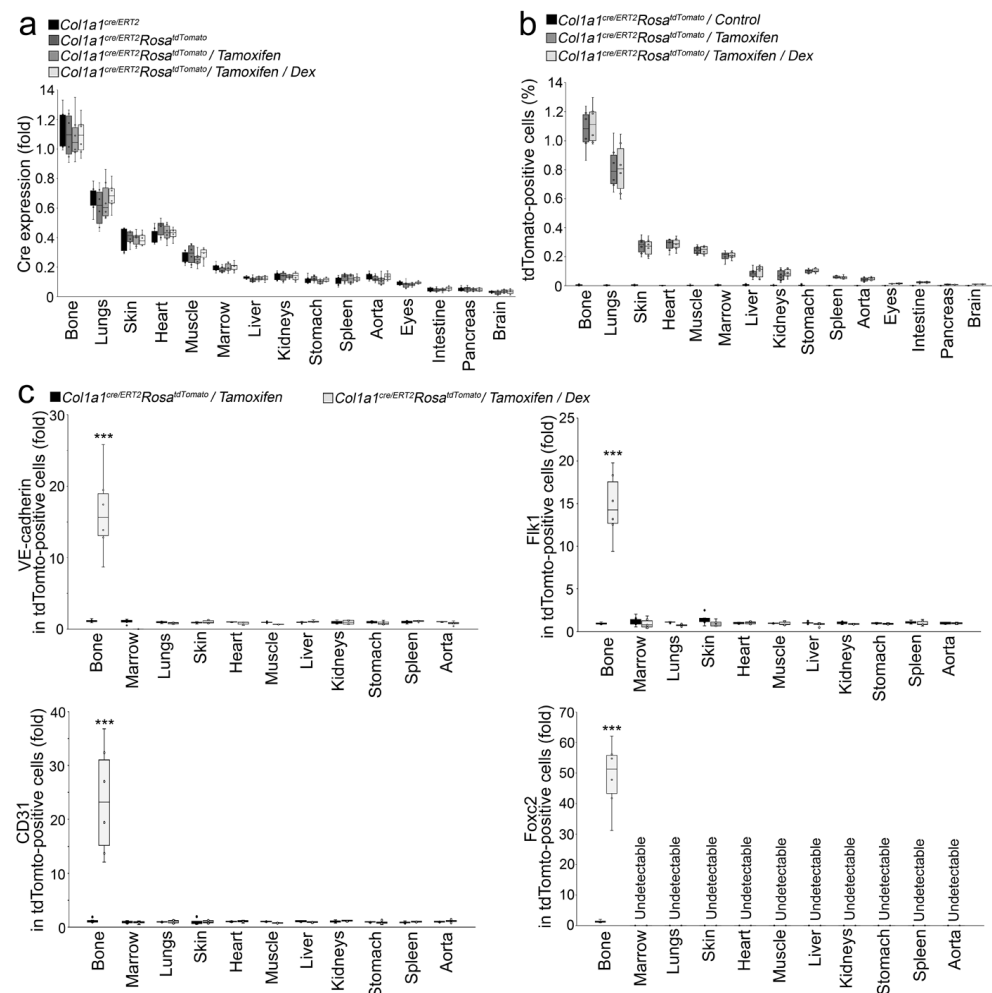 a
Col1a1cre/ERT2
Col1a1cre/ERT2RosatdTomato
Col1a1cre/ERT2RosatdTomato/ Tamoxifen
Col1a1cre/ERT2RosatdTomato/ Tamoxifen / Dex
Cre expression (fold)
14
1.2
1.0
0.8
0.6
0.4
0.2
0
Bone
Lungs
Skin
Heart
Muscle
Marrow
Liver
Kidneys
Stomach
Spleen
Aorta
Eyes
Intestine
Pancreas
Brain
b
Col1a1cre/ERT2RosatdTomato / Control
Col1a1cre/ERT2RosatdTomato/ Tamoxifen
Col1a1cre/ERT2RosatdTomato/ Tamoxifen / Dex
tdTomato-positive cells (%)
1.4
1.2
1.0
0.8
0.6
0.4
0.2
0
Bone
Lungs
Skin
Heart
Muscle
Marrow
Liver
Kidneys
Stomach
Spleen
Aorta
Eyes
Intestine
Pancreas
Brain
c
Col1a1cre/ERT2RosatdTomato/ Tamoxifen
Col1a1cre/ERT2RosatdTomato/ Tamoxifen / Dex
VE-cadherin
in tdTomto-positive cells (fold)
30
20
10
0
***
Bone
Marrow
Lungs
Skin
Heart
Muscle
Liver
Kidneys
Stomach
Spleen
Aorta
Flk1
in tdTomto-positive cells (fold)
25
20
15
10
5
0
***
Bone
Marrow
Lungs
Skin
Heart
Muscle
Liver
Kidneys
Stomach
Spleen
Aorta
CD31
in tdTomto-positive cells (fold)
40
30
20
10
0
***
Bone
Marrow
Lungs
Skin
Heart
Muscle
Liver
Kidneys
Stomach
Spleen
Aorta
Foxc2
in tdTomto-positive cells (fold)
70
60
50
40
30
20
10
0
***
Undetectable
Undetectable
Undetectable
Undetectable
Undetectable
Undetectable
Undetectable
Undetectable
Undetectable
Undetectable
Bone
Marrow
Lungs
Skin
Heart
Muscle
Liver
Kidneys
Stomach
Spleen
Aorta